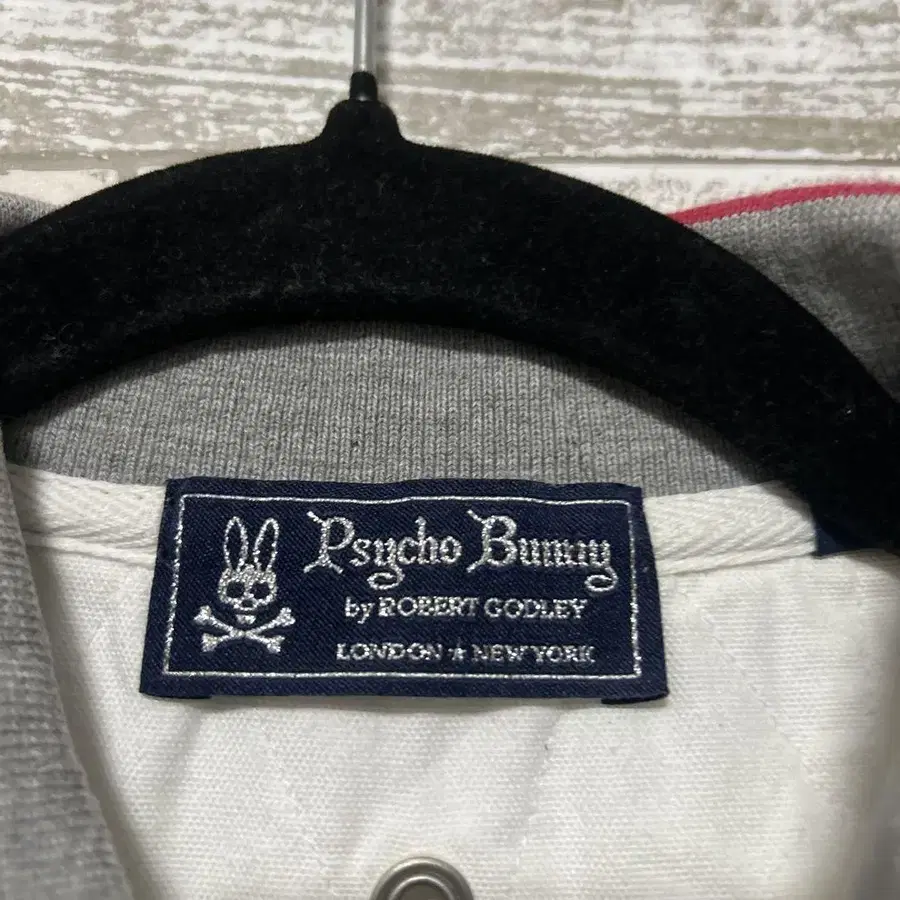 Psycho Bunny
by ROBERT GODLEY
LONDON ★ NEW YORK